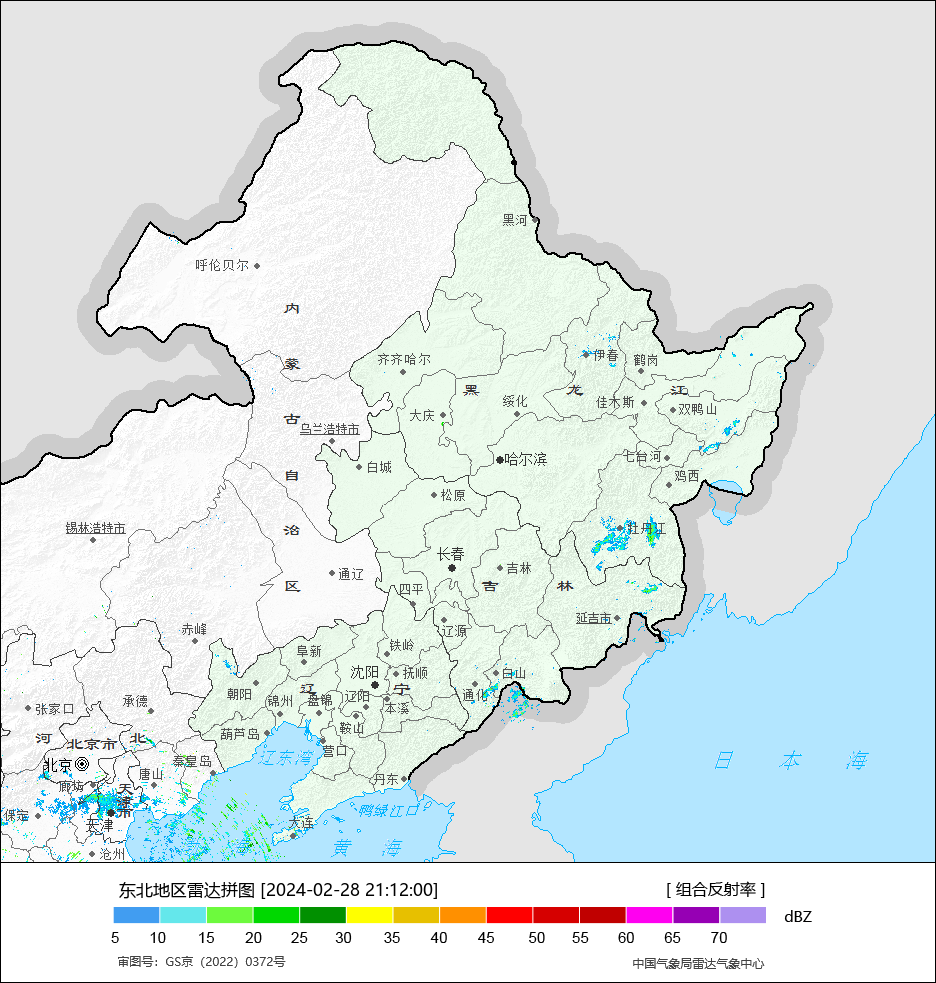 黑河
呼伦贝尔
内
蒙
古
自
治
区
齐齐哈尔
伊春
鹤岗
黑
龙
江
绥化
佳木斯
双鸭山
大庆
乌兰浩特市
哈尔滨
七台河
鸡西
白城
松原
锡林浩特市
牡丹江
长春
吉林
通辽
四平
吉
林
延吉市
辽源
赤峰
铁岭
阜新
沈阳
抚顺
白山
通化
朝阳
辽
宁
锦州
盘锦
辽阳
本溪
承德
张家口
葫芦岛
鞍山
营口
河
北京市
北
北京
秦皇岛
辽东湾
唐山
丹东
廊坊
天
津
市
保定
天津
鸭绿江口
大连
沧州
渤
海
黄
海
日
本
海
东北地区雷达拼图 [2024-02-28 21:12:00]
[ 组合反射率 ]
dBZ
5 10 15 20 25 30 35 40 45 50 55 60 65 70
审图号：GS京（2022）0372号
中国气象局雷达气象中心